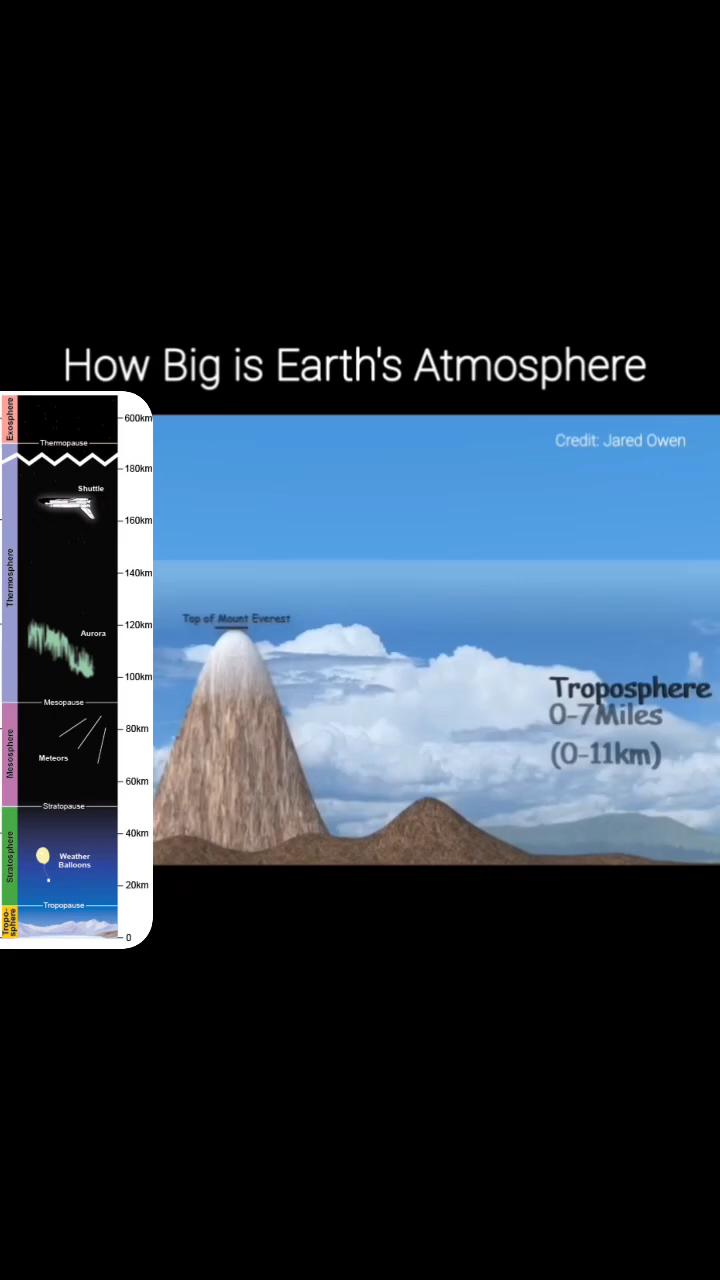 How Big is Earth's Atmosphere
Credit: Jared Owen
Exosphere
600km
Thermopause
180km
Shuttle
160km
Thermosphere
140km
120km
Aurora
100km
Mesopause
80km
Mesosphere
Meteors
60km
Stratopause
40km
Stratosphere
Weather
Balloons
20km
Tropopause
Tropo-
sphere
0
Top of Mount Everest
Troposphere
0-7Miles
(0-11km)